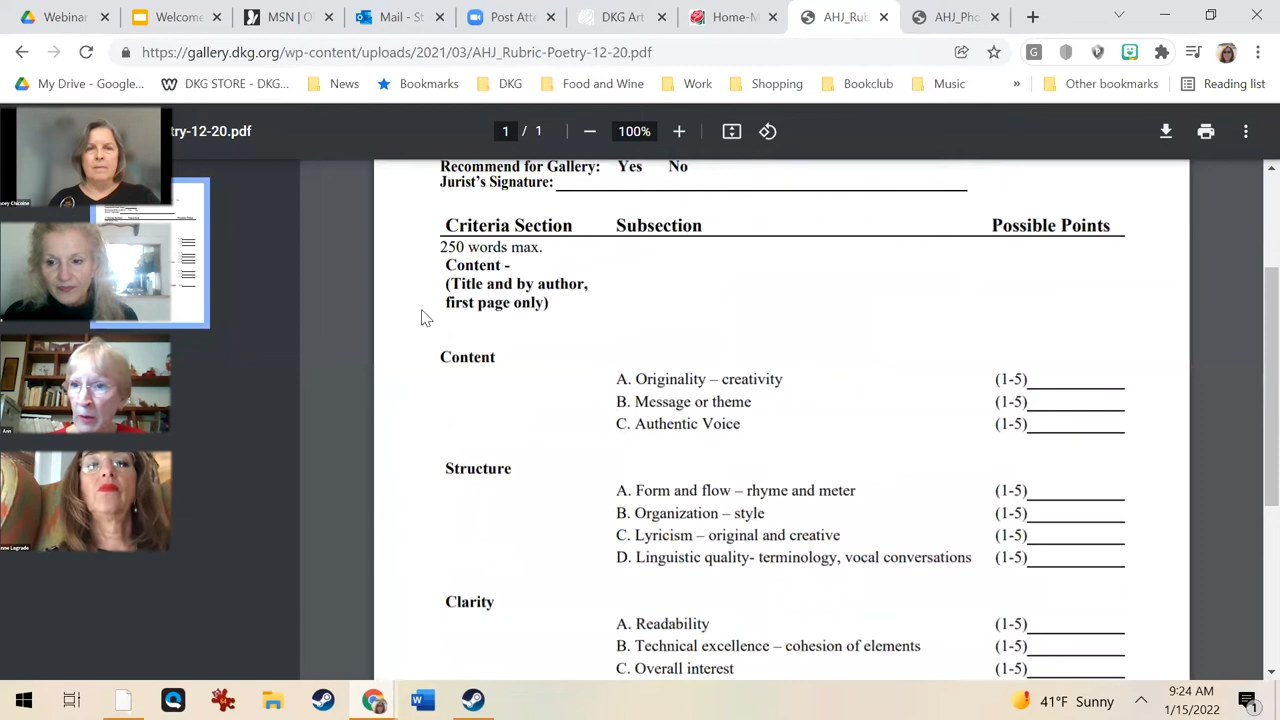 Webinar
Welcome
MSN | O
Mail - St
Post Atte
DKG Art
Home-M
AHJ_Rub
AHJ_Pho
https://gallery.dkg.org/wp-content/uploads/2021/03/AHJ_Rubric-Poetry-12-20.pdf
My Drive - Google...
DKG STORE - DKG...
News
Bookmarks
DKG
Food and Wine
Work
Shopping
Bookclub
Music
»
Other bookmarks
Reading list
try-12-20.pdf
1 / 1
100%
Recommend for Gallery: Yes No
Jurist's Signature:
Criteria Section Subsection Possible Points
250 words max.
Content -
(Title and by author,
first page only)
Content
A. Originality – creativity (1-5)
B. Message or theme (1-5)
C. Authentic Voice (1-5)
Structure
A. Form and flow – rhyme and meter (1-5)
B. Organization – style (1-5)
C. Lyricism – original and creative (1-5)
D. Linguistic quality- terminology, vocal conversations (1-5)
Clarity
A. Readability (1-5)
B. Technical excellence – cohesion of elements (1-5)
C. Overall interest (1-5)
cey Chicoine
Ann
nne Lagrade
41°F Sunny
9:24 AM
1/15/2022